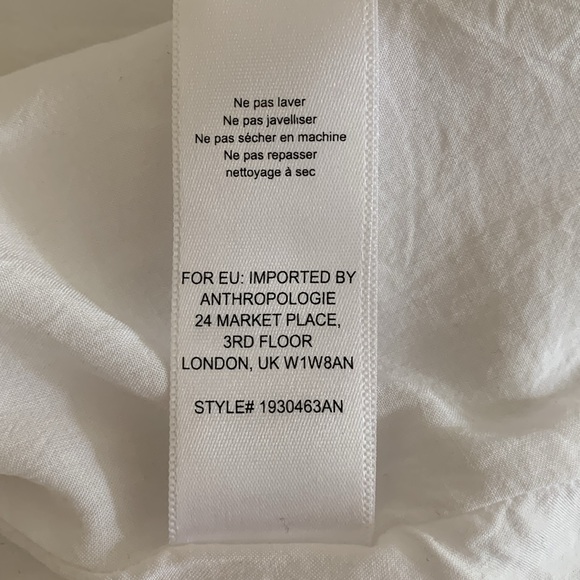 Ne pas laver
Ne pas javelliser
Ne pas sécher en machine
Ne pas repasser
nettoyage à sec
FOR EU: IMPORTED BY
ANTHROPOLOGIE
24 MARKET PLACE,
3RD FLOOR
LONDON, UK W1W8AN
STYLE# 1930463AN